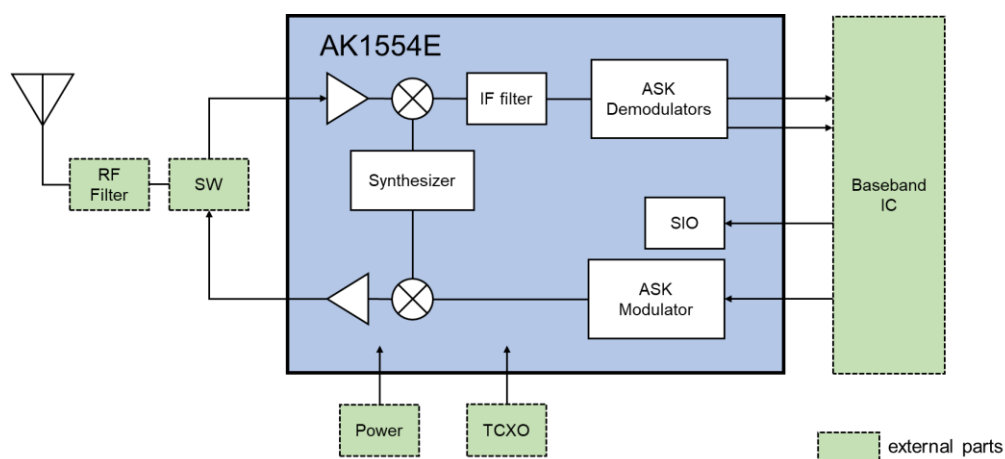 AK1554E
IF filter
ASK
Demodulators
RF
Filter
SW
Synthesizer
Baseband
IC
SIO
ASK
Modulator
Power
TCXO
external parts